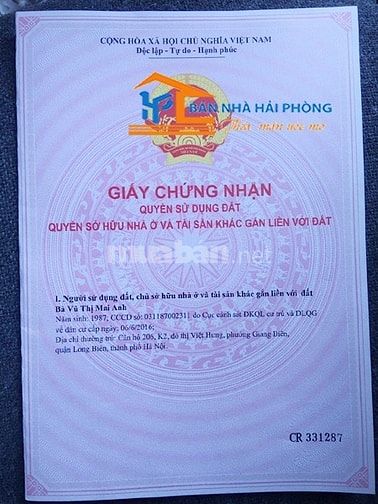 CỘNG HÒA XÃ HỘI CHỦ NGHĨA VIỆT NAM
Độc lập - Tự do - Hạnh phúc
BÁN NHÀ HẢI PHÒNG
GIẤY CHỨNG NHẬN
QUYỀN SỬ DỤNG ĐẤT
QUYỀN SỞ HỮU NHÀ Ở VÀ TÀI SẢN KHÁC GẮN LIỀN VỚI ĐẤT
muaban.net
I. Người sử dụng đất, chủ sở hữu nhà ở và tài sản khác gắn liền với đất
Bà Vũ Thị Mai Anh
Năm sinh: 1987, CCCD số: 031187002311, do Cục cảnh sát ĐKQL cư trú và DLQG
về dân cư cấp ngày: 06/6/2016;
Địa chỉ thường trú: Căn hộ 205, K2, đô thị Việt Hưng, phường Giang Biên,
quận Long Biên, thành phố Hà Nội.
CR 331287